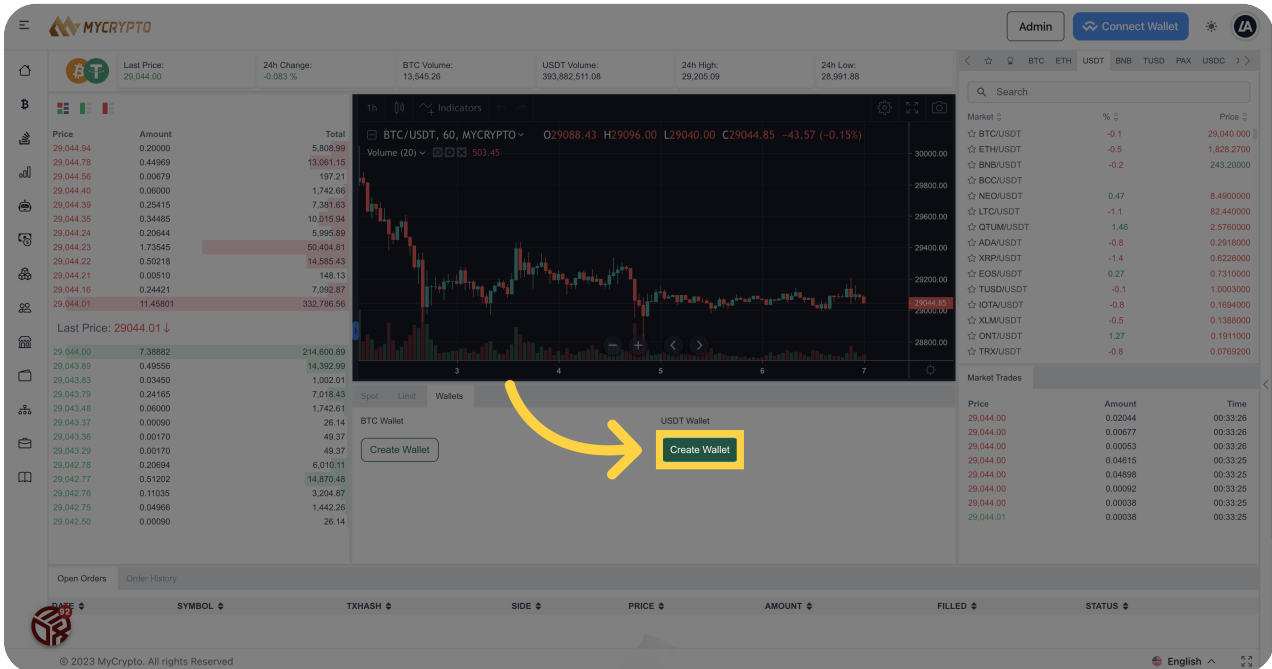 MYCRYPTO
Admin
Connect Wallet
Last Price:
29,044.00
24h Change:
-0.083 %
BTC Volume:
13,545.26
USDT Volume:
393,882,511.08
24h High:
29,205.09
24h Low:
28,991.88
BTC ETH USDT BNB TUSD PAX USDC
Search
Price Amount Total
29,044.94 0.20000 5,808.99
29,044.78 0.44969 13,061.15
29,044.56 0.00679 197.21
29,044.40 0.06000 1,742.66
29,044.39 0.25415 7,381.63
29,044.35 0.34485 10,015.94
29,044.24 0.20644 5,995.89
29,044.23 1.73545 50,404.81
29,044.22 0.50218 14,585.43
29,044.21 0.00510 148.13
29,044.16 0.24421 7,092.87
29,044.01 11.45801 332,786.56
Last Price: 29044.01↓
29,044.00 7.38882 214,600.89
29,043.89 0.49556 14,392.99
29,043.83 0.03450 1,002.01
29,043.79 0.24165 7,018.43
29,043.48 0.06000 1,742.61
29,043.37 0.00090 26.14
29,043.36 0.00170 49.37
29,043.29 0.00170 49.37
29,042.78 0.20694 6,010.11
29,042.77 0.51202 14,870.48
29,042.76 0.11035 3,204.87
29,042.75 0.04966 1,442.26
29,042.50 0.00090 26.14
1h Indicators
BTC/USDT, 60, MYCRYPTO O29088.43 H29096.00 L29040.00 C29044.85 −43.57 (−0.15%)
Volume (20) 503.45
30000.00
29800.00
29600.00
29400.00
29200.00
29044.85
29000.00
28800.00
3 4 5 6 7
Spot Limit Wallets
BTC Wallet
Create Wallet
USDT Wallet
Create Wallet
Market % Price
BTC/USDT -0.1 29,040.000
ETH/USDT -0.5 1,828.2700
BNB/USDT -0.2 243.20000
BCC/USDT
NEO/USDT 0.47 8.4900000
LTC/USDT -1.1 82.440000
QTUM/USDT 1.46 2.5760000
ADA/USDT -0.8 0.2918000
XRP/USDT -1.4 0.6226000
EOS/USDT 0.27 0.7310000
TUSD/USDT -0.1 1.0003000
IOTA/USDT -0.8 0.1694000
XLM/USDT -0.5 0.1388000
ONT/USDT 1.27 0.1911000
TRX/USDT -0.8 0.0769200
Market Trades
Price Amount Time
29,044.00 0.02044 00:33:26
29,044.00 0.00677 00:33:26
29,044.00 0.00053 00:33:26
29,044.00 0.04615 00:33:25
29,044.00 0.04898 00:33:25
29,044.00 0.00092 00:33:25
29,044.00 0.00038 00:33:25
29,044.01 0.00038 00:33:25
Open Orders Order History
DATE SYMBOL TXHASH SIDE PRICE AMOUNT FILLED STATUS
92
© 2023 MyCrypto. All rights Reserved
English